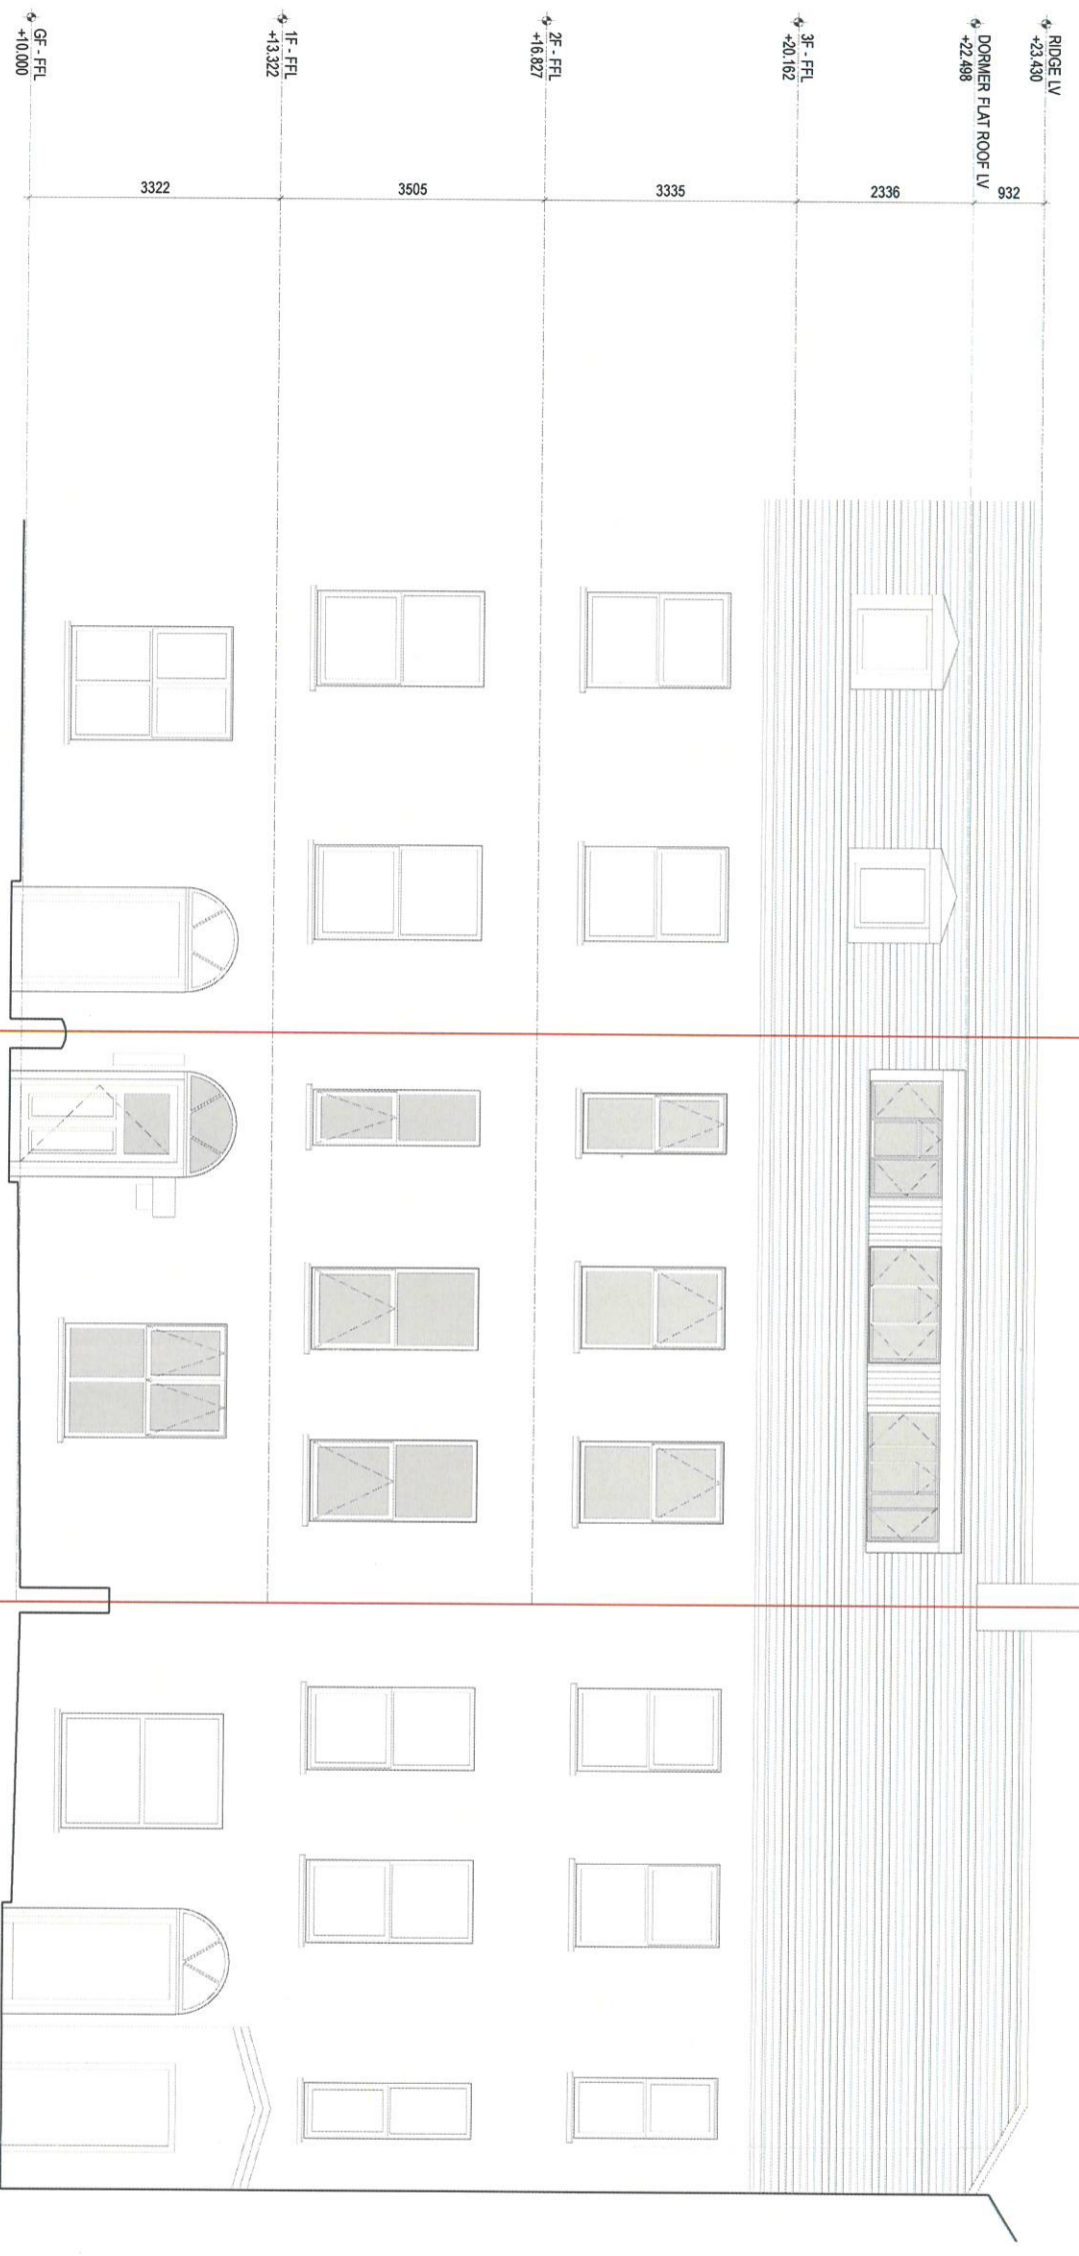 RIDGE LV
+23.430
DORMER FLAT ROOF LV
+22.498
3F - FFL
+20.162
2F - FFL
+16.827
1F - FFL
+13.322
GF - FFL
+10.000
932
2336
3335
3505
3322